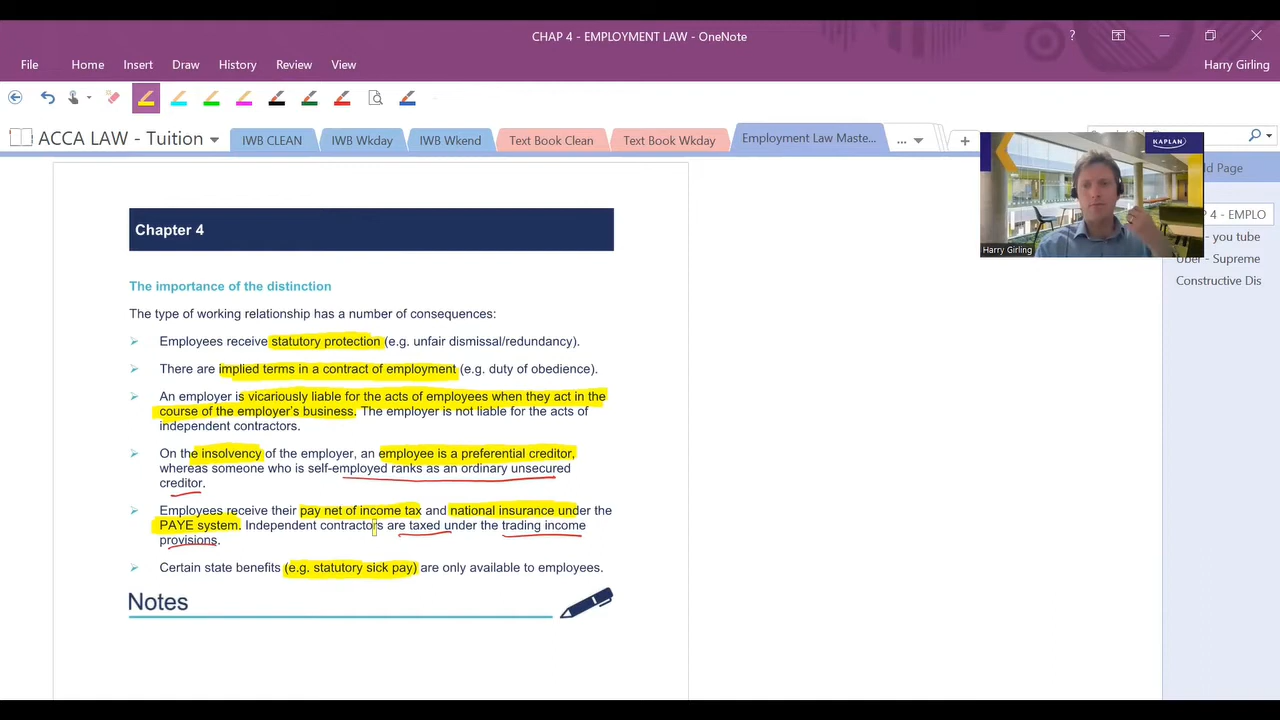 CHAP 4 - EMPLOYMENT LAW - OneNote
?
File Home Insert Draw History Review View
Harry Girling
ACCA LAW - Tuition
IWB CLEAN
IWB Wkday
IWB Wkend
Text Book Clean
Text Book Wkday
Employment Law Maste...
...
KAPLAN
Harry Girling
d Page
4 - EMPLO
- you tube
Uber - Supreme
Constructive Dis
Chapter 4
The importance of the distinction
The type of working relationship has a number of consequences:
Employees receive statutory protection (e.g. unfair dismissal/redundancy).
There are implied terms in a contract of employment (e.g. duty of obedience).
An employer is vicariously liable for the acts of employees when they act in the
course of the employer's business. The employer is not liable for the acts of
independent contractors.
On the insolvency of the employer, an employee is a preferential creditor,
whereas someone who is self-employed ranks as an ordinary unsecured
creditor.
Employees receive their pay net of income tax and national insurance under the
PAYE system. Independent contractors are taxed under the trading income
provisions.
Certain state benefits (e.g. statutory sick pay) are only available to employees.
Notes